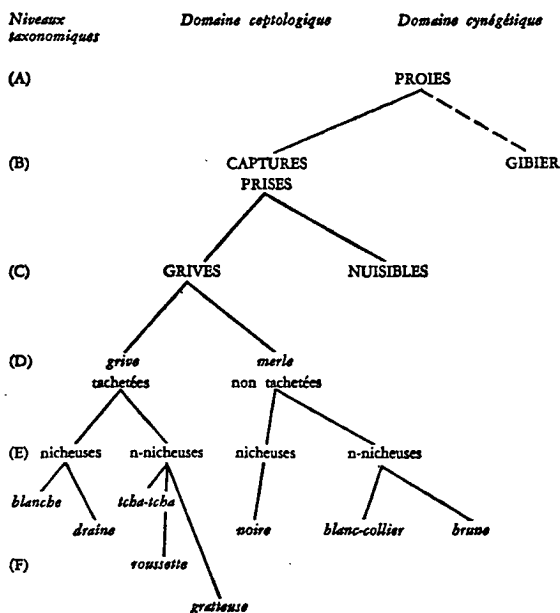 Niveaux taxonomiques Domaine ceptologique Domaine cynégétique
(A) PROIES
(B) CAPTURES GIBIER
PRISES
(C) GRIVES NUISIBLES
(D) grive merle
tachetées non tachetées
(E) nicheuses n-nicheuses nicheuses n-nicheuses
blanche tcha-tcha
draine noire blanc-collier brune
(F) roussette
gratteuse